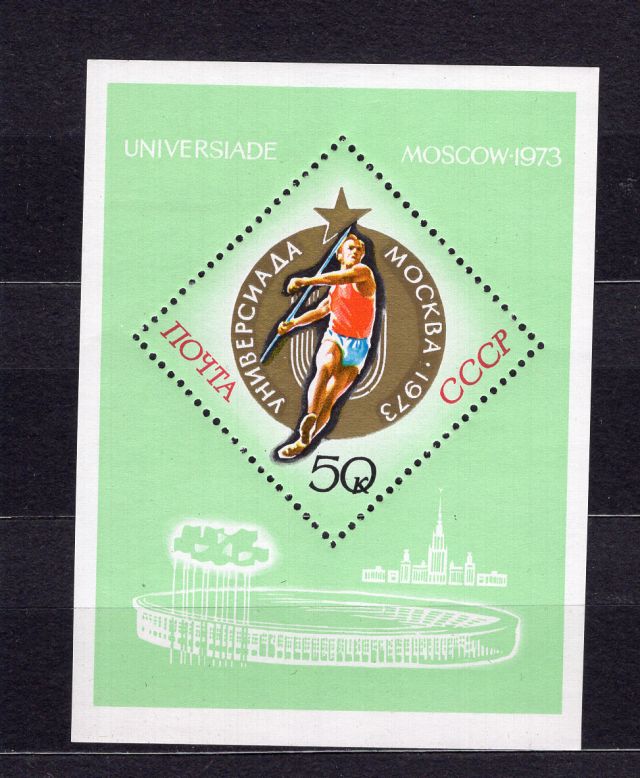 UNIVERSIADE MOSCOW·1973
УНИВЕРСИАДА МОСКВА·1973
ПОЧТА СССР
50к